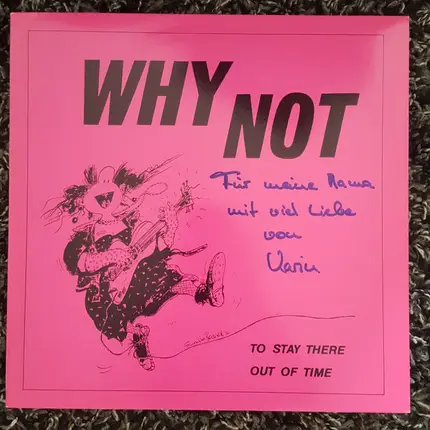 WHY
NOT
Für meine Mama
mit viel Liebe
von
TO STAY THERE
OUT OF TIME